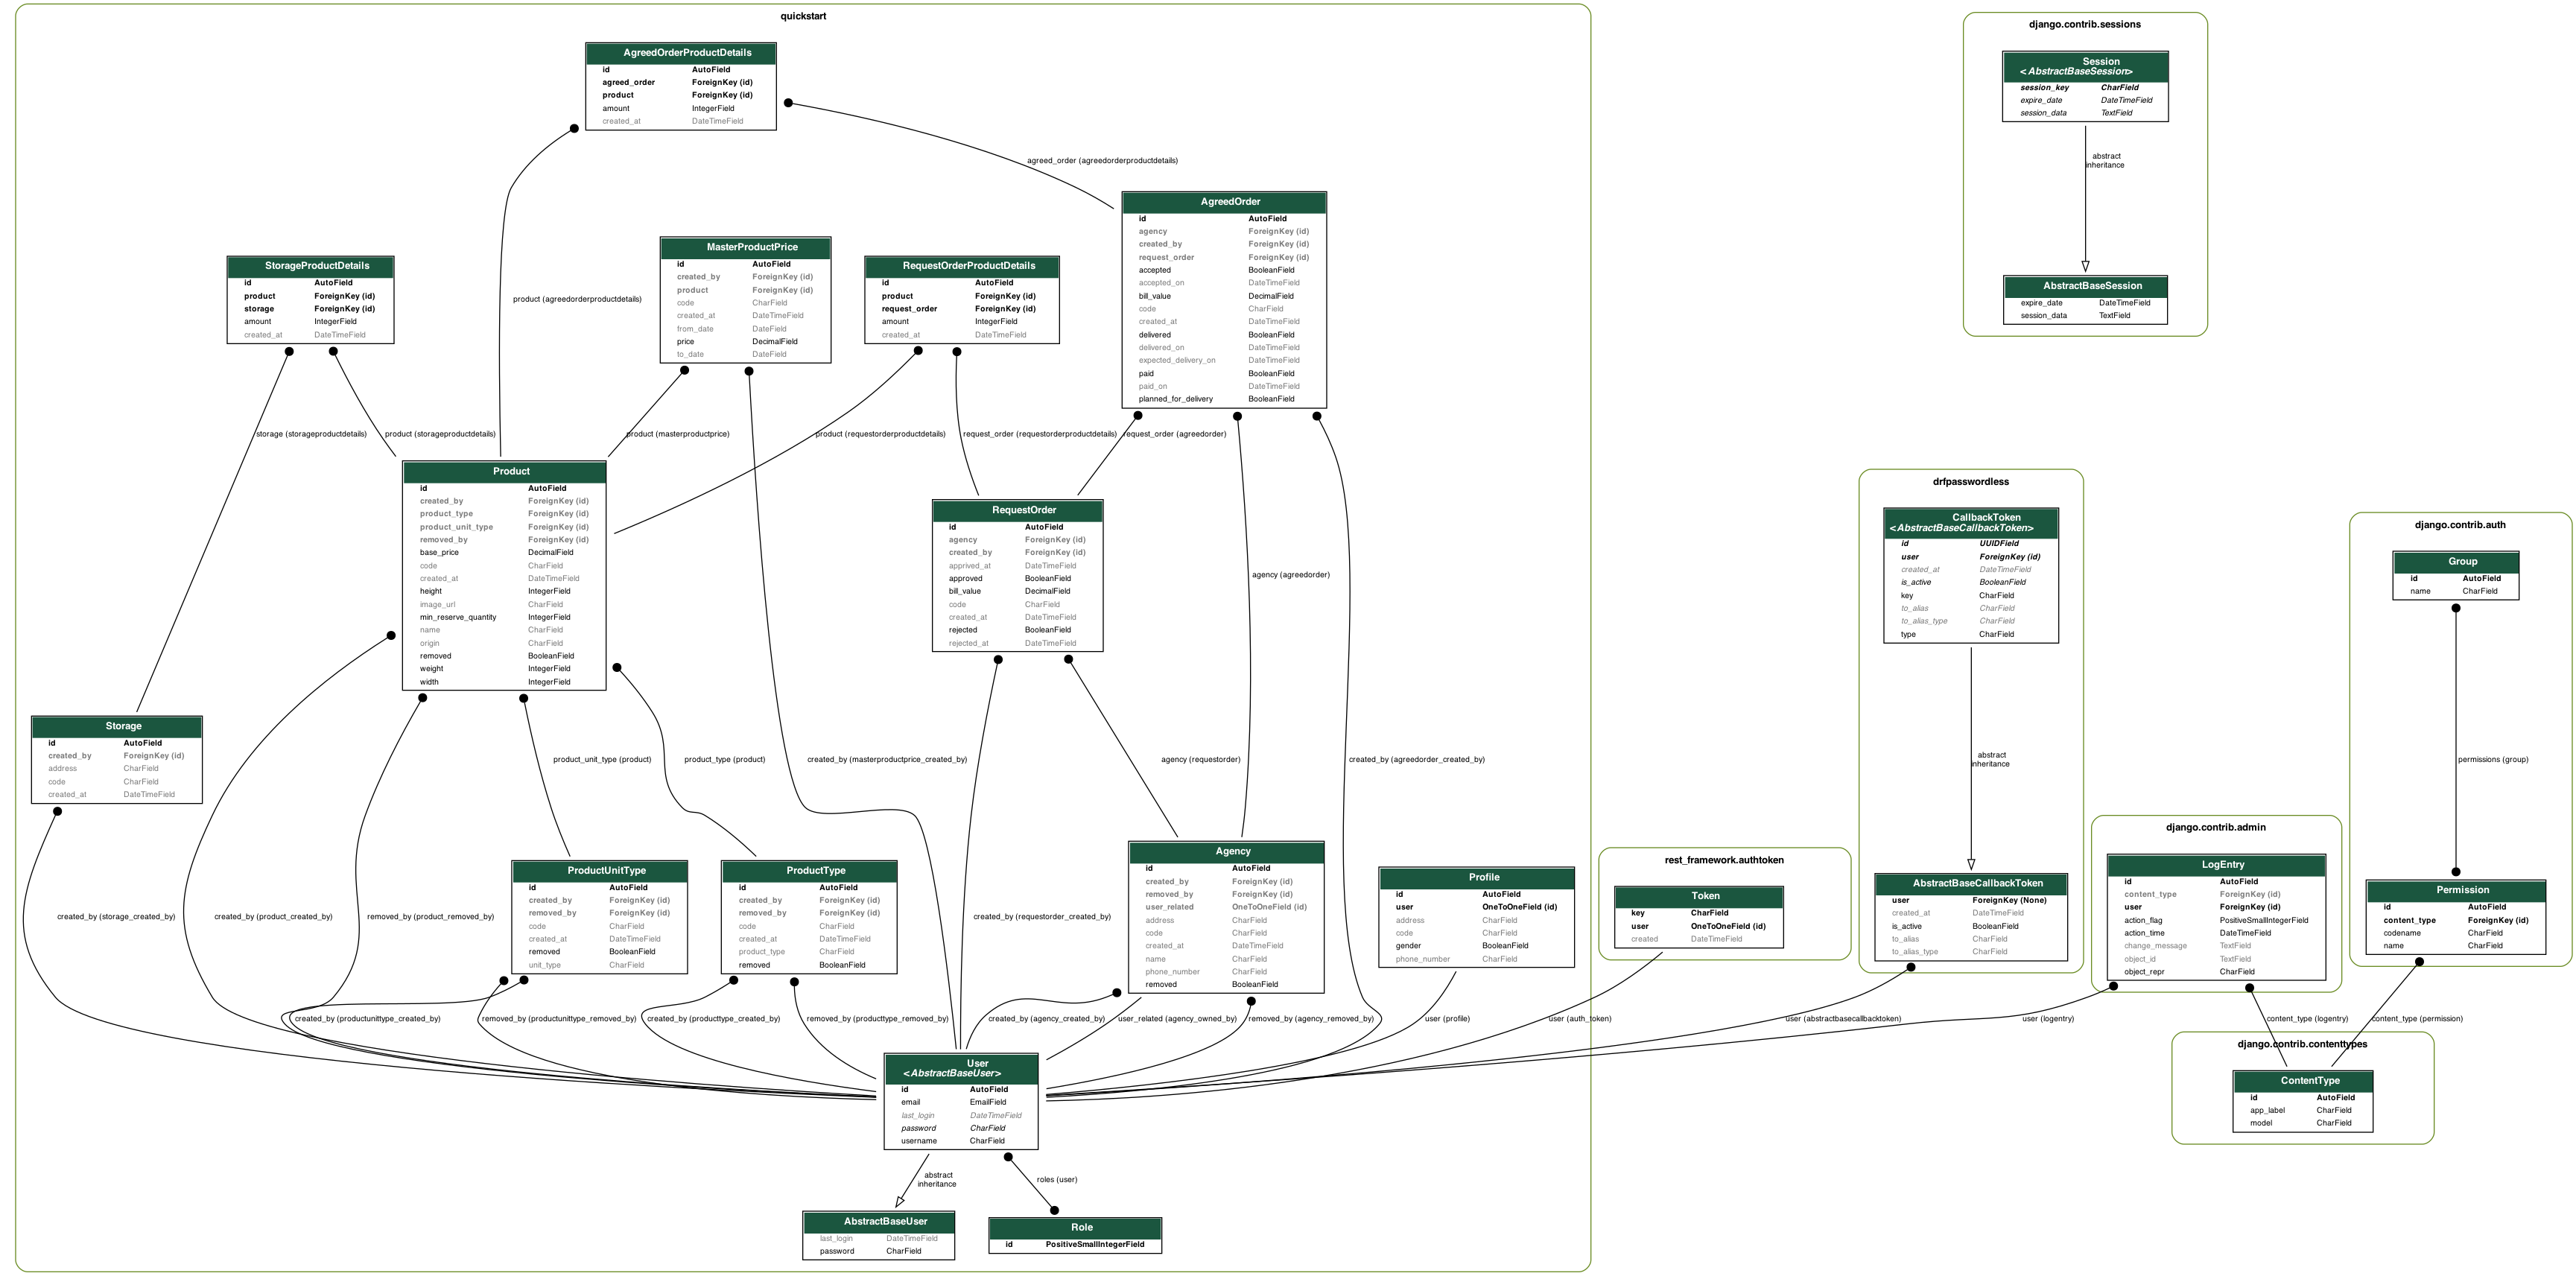 quickstart
AgreedOrderProductDetails
id AutoField
agreed_order ForeignKey (id)
product ForeignKey (id)
amount IntegerField
created_at DateTimeField
agreed_order (agreedorderproductdetails)
product (agreedorderproductdetails)
AgreedOrder
id AutoField
agency ForeignKey (id)
created_by ForeignKey (id)
request_order ForeignKey (id)
accepted BooleanField
accepted_on DateTimeField
bill_value DecimalField
code CharField
created_at DateTimeField
delivered BooleanField
delivered_on DateTimeField
expected_delivery_on DateTimeField
paid BooleanField
paid_on DateTimeField
planned_for_delivery BooleanField
StorageProductDetails
id AutoField
product ForeignKey (id)
storage ForeignKey (id)
amount IntegerField
created_at DateTimeField
MasterProductPrice
id AutoField
created_by ForeignKey (id)
product ForeignKey (id)
code CharField
created_at DateTimeField
from_date DateField
price DecimalField
to_date DateField
RequestOrderProductDetails
id AutoField
product ForeignKey (id)
request_order ForeignKey (id)
amount IntegerField
created_at DateTimeField
storage (storageproductdetails)
product (storageproductdetails)
product (masterproductprice)
product (requestorderproductdetails)
request_order (requestorderproductdetails)
request_order (agreedorder)
Product
id AutoField
created_by ForeignKey (id)
product_type ForeignKey (id)
product_unit_type ForeignKey (id)
removed_by ForeignKey (id)
base_price DecimalField
code CharField
created_at DateTimeField
height IntegerField
image_url CharField
min_reserve_quantity IntegerField
name CharField
origin CharField
removed BooleanField
weight IntegerField
width IntegerField
RequestOrder
id AutoField
agency ForeignKey (id)
created_by ForeignKey (id)
apprived_at DateTimeField
approved BooleanField
bill_value DecimalField
code CharField
created_at DateTimeField
rejected BooleanField
rejected_at DateTimeField
agency (agreedorder)
Storage
id AutoField
created_by ForeignKey (id)
address CharField
code CharField
created_at DateTimeField
product_unit_type (product)
product_type (product)
created_by (masterproductprice_created_by)
agency (requestorder)
created_by (agreedorder_created_by)
created_by (storage_created_by)
created_by (product_created_by)
removed_by (product_removed_by)
ProductUnitType
id AutoField
created_by ForeignKey (id)
removed_by ForeignKey (id)
code CharField
created_at DateTimeField
removed BooleanField
unit_type CharField
ProductType
id AutoField
created_by ForeignKey (id)
removed_by ForeignKey (id)
code CharField
created_at DateTimeField
product_type CharField
removed BooleanField
created_by (requestorder_created_by)
Agency
id AutoField
created_by ForeignKey (id)
removed_by ForeignKey (id)
user_related OneToOneField (id)
address CharField
code CharField
created_at DateTimeField
name CharField
phone_number CharField
removed BooleanField
Profile
id AutoField
user OneToOneField (id)
address CharField
code CharField
gender BooleanField
phone_number CharField
created_by (productunittype_created_by)
removed_by (productunittype_removed_by)
created_by (producttype_created_by)
removed_by (producttype_removed_by)
created_by (agency_created_by)
user_related (agency_owned_by)
removed_by (agency_removed_by)
user (profile)
user (auth_token)
user (abstractbasecallbacktoken)
user (logentry)
User
<AbstractBaseUser>
id AutoField
email EmailField
last_login DateTimeField
password CharField
username CharField
abstract
inheritance
roles (user)
AbstractBaseUser
last_login DateTimeField
password CharField
Role
id PositiveSmallIntegerField
rest_framework.authtoken
Token
key CharField
user OneToOneField (id)
created DateTimeField
django.contrib.sessions
Session
<AbstractBaseSession>
session_key CharField
expire_date DateTimeField
session_data TextField
abstract
inheritance
AbstractBaseSession
expire_date DateTimeField
session_data TextField
drfpasswordless
CallbackToken
<AbstractBaseCallbackToken>
id UUIDField
user ForeignKey (id)
created_at DateTimeField
is_active BooleanField
key CharField
to_alias CharField
to_alias_type CharField
type CharField
abstract
inheritance
AbstractBaseCallbackToken
user ForeignKey (None)
created_at DateTimeField
is_active BooleanField
to_alias CharField
to_alias_type CharField
django.contrib.admin
LogEntry
id AutoField
content_type ForeignKey (id)
user ForeignKey (id)
action_flag PositiveSmallIntegerField
action_time DateTimeField
change_message TextField
object_id TextField
object_repr CharField
django.contrib.auth
Group
id AutoField
name CharField
permissions (group)
Permission
id AutoField
content_type ForeignKey (id)
codename CharField
name CharField
content_type (logentry)
content_type (permission)
django.contrib.contenttypes
ContentType
id AutoField
app_label CharField
model CharField